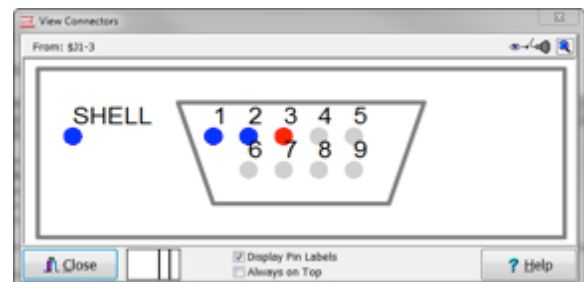 View Connectors
From: $J1-3
SHELL 1 2 3 4 5
6 7 8 9
Close
Display Pin Labels
Always on Top
? Help